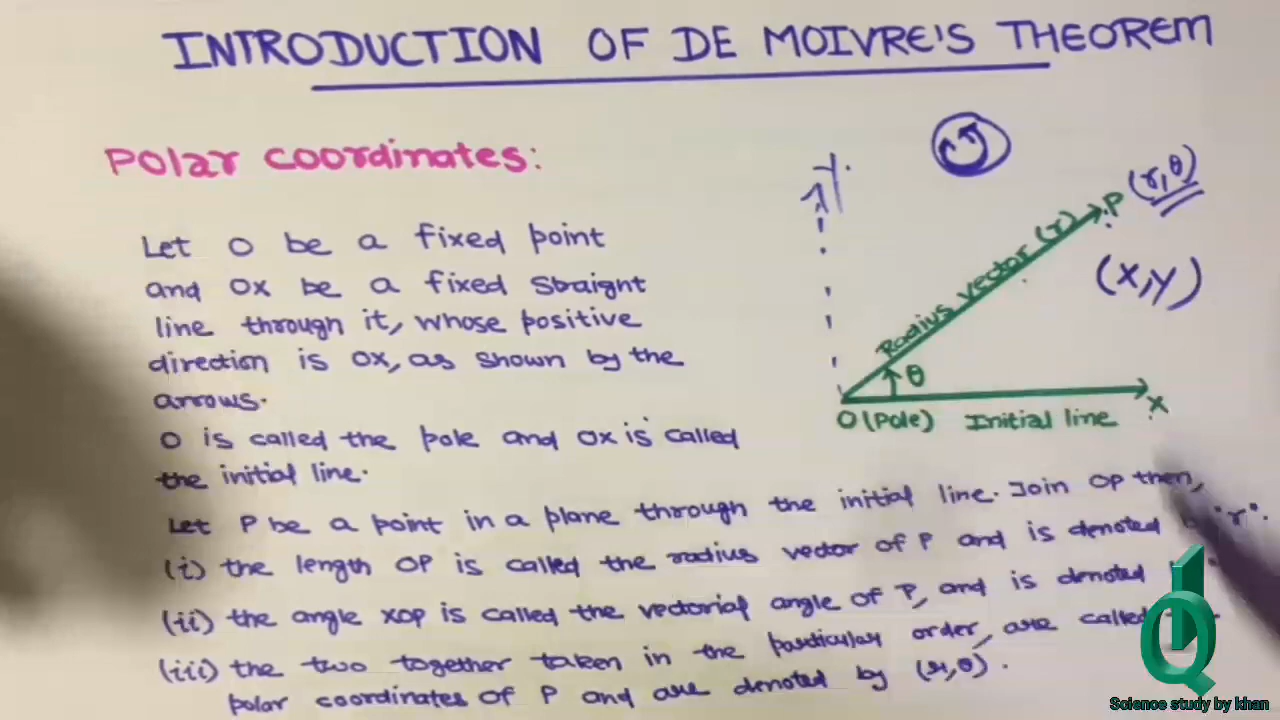 INTRODUCTION OF DE MOIVRE'S THEOREM
Polar coordinates:
Let O be a fixed point
and OX be a fixed straight
line through it, whose positive
direction is OX, as shown by the
arrows.
O is called the pole and OX is called
the initial line.
Let P be a point in a plane through the initial line. Join OP then,
(i) the length OP is called the radius vector of P and is denoted "r".
(ii) the angle XOP is called the vectorial angle of P, and is denoted
(iii) the two together taken in the particular order, are called
polar coordinates of P and are denoted by (r,θ).
Y
P (r,θ)
(X,Y)
Radius vector (r)
θ
X
O (Pole) Initial line
Science study by khan